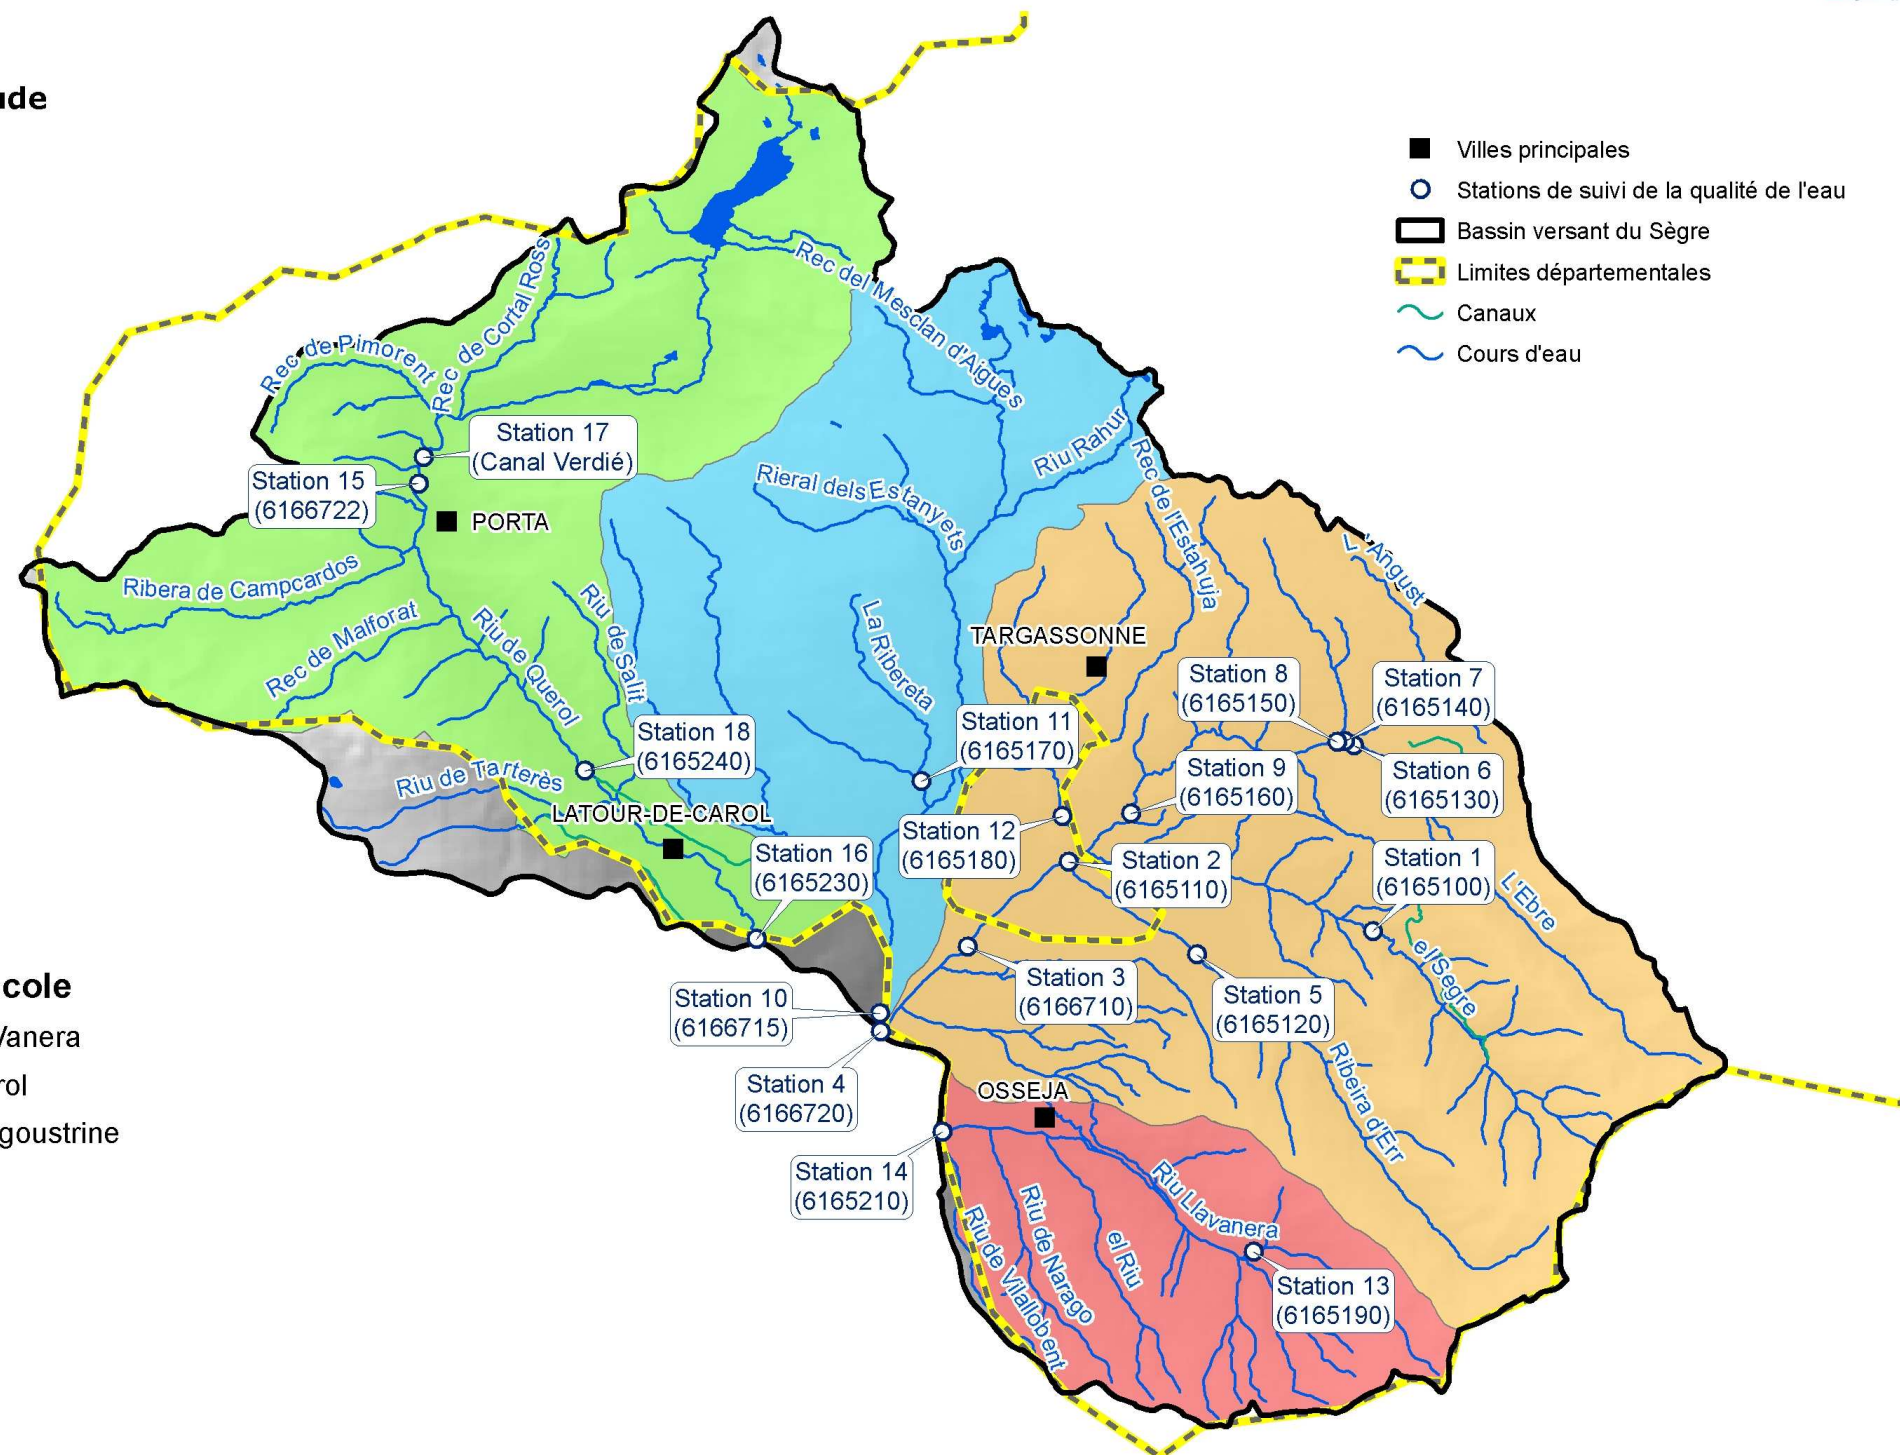 ude
Villes principales
Stations de suivi de la qualité de l'eau
Bassin versant du Sègre
Limites départementales
Canaux
Cours d'eau
Rec del Mesclan d'Aigues
Rec de Cortal Ross
Rec de Pimorent
Riu Rahur
Station 17
(Canal Verdié)
Station 15
(6166722)
PORTA
Rieral dels Estanyets
Rec de l'Estahuja
L'Angust
Ribera de Campcardos
Rec de Malforat
Riu de Querol
Riu de Salit
La Ribereta
TARGASSONNE
Station 8
(6165150)
Station 7
(6165140)
Station 18
(6165240)
Station 11
(6165170)
Station 9
(6165160)
Station 6
(6165130)
Riu de Tarterès
LATOUR-DE-CAROL
Station 12
(6165180)
Station 16
(6165230)
Station 2
(6165110)
Station 1
(6165100)
L'Ebre
el Segre
Station 3
(6166710)
Station 5
(6165120)
Station 10
(6166715)
cole
Vanera
rol
goustrine
Station 4
(6166720)
OSSEJA
Ribeira d'Err
Station 14
(6165210)
Riu Llavanera
Riu de Vilallobent
Riu de Narago
el Riu
Station 13
(6165190)